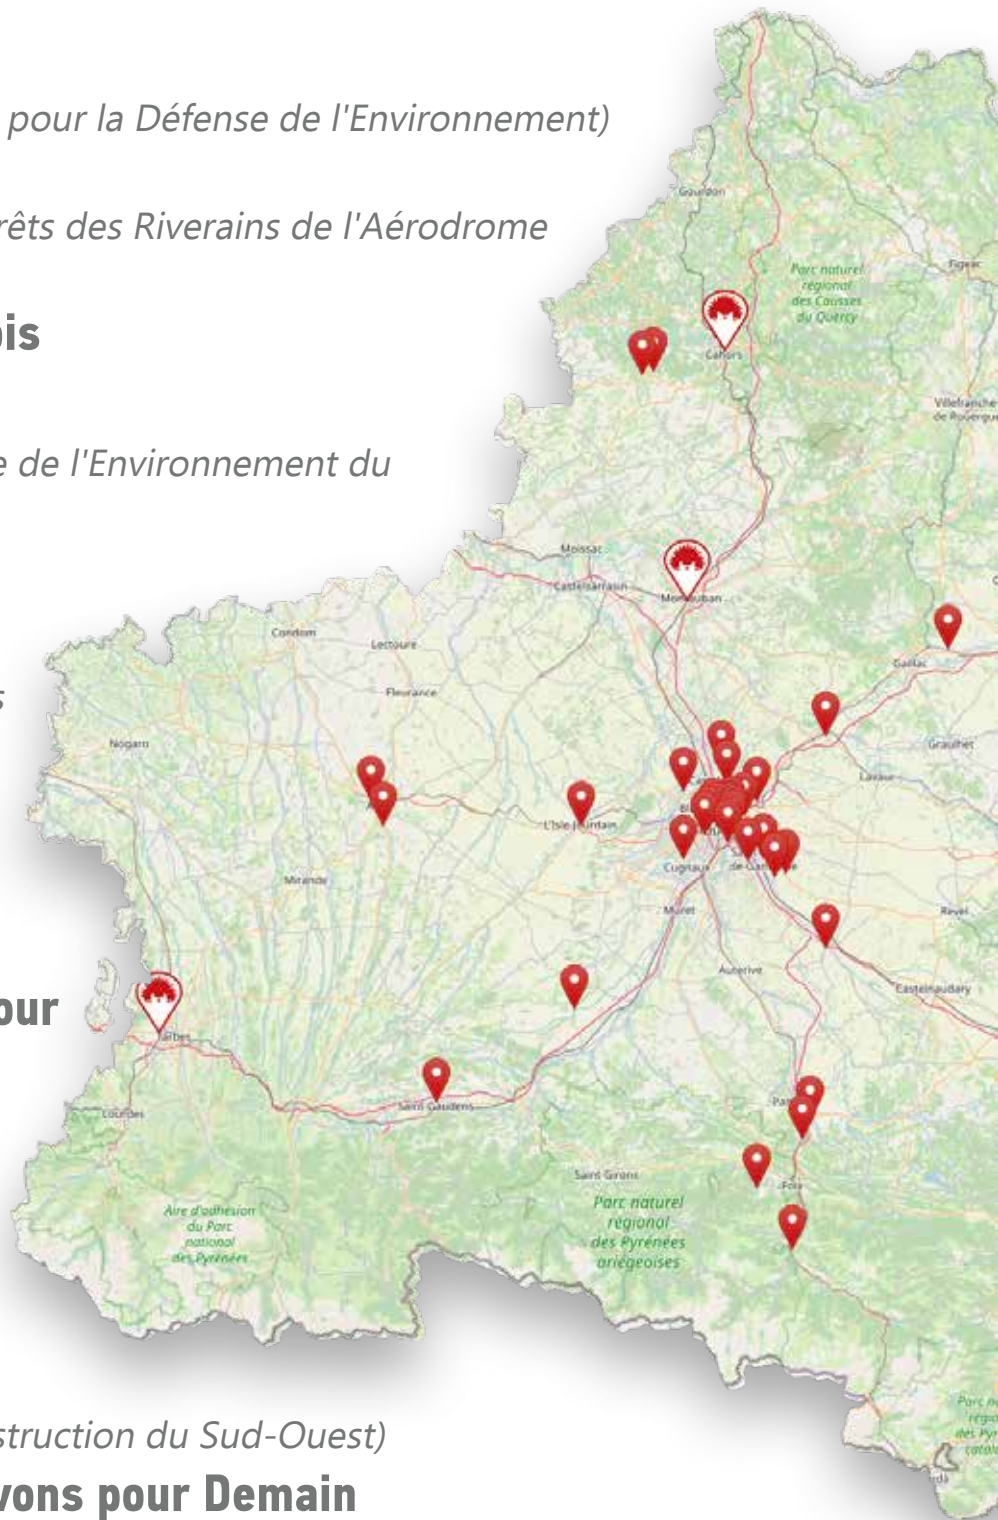 pour la Défense de l'Environnement)
rêts des Riverains de l'Aérodrome
Gourdon
Parc naturel
régional
des Causses
du Quercy
Figeac
ois
Cahors
Villefranche
de Rouergue
e de l'Environnement du
Moissac
Castelsarrasin
Montauban
Condom
Lectoure
Gaillac
Fleurance
s
Nogaro
Graulhet
Lavaur
L'Isle-Jourdain
Cugnaux
Mirande
Muret
Revel
Auterive
Castelnaudary
our
Tarbes
Lourdes
Saint-Gaudens
Saint-Girons
Foix
Parc naturel
régional
des Pyrénées
ariégeoises
Aire d'adhésion
du Parc
national
des Pyrénées
struction du Sud-Ouest)
vons pour Demain